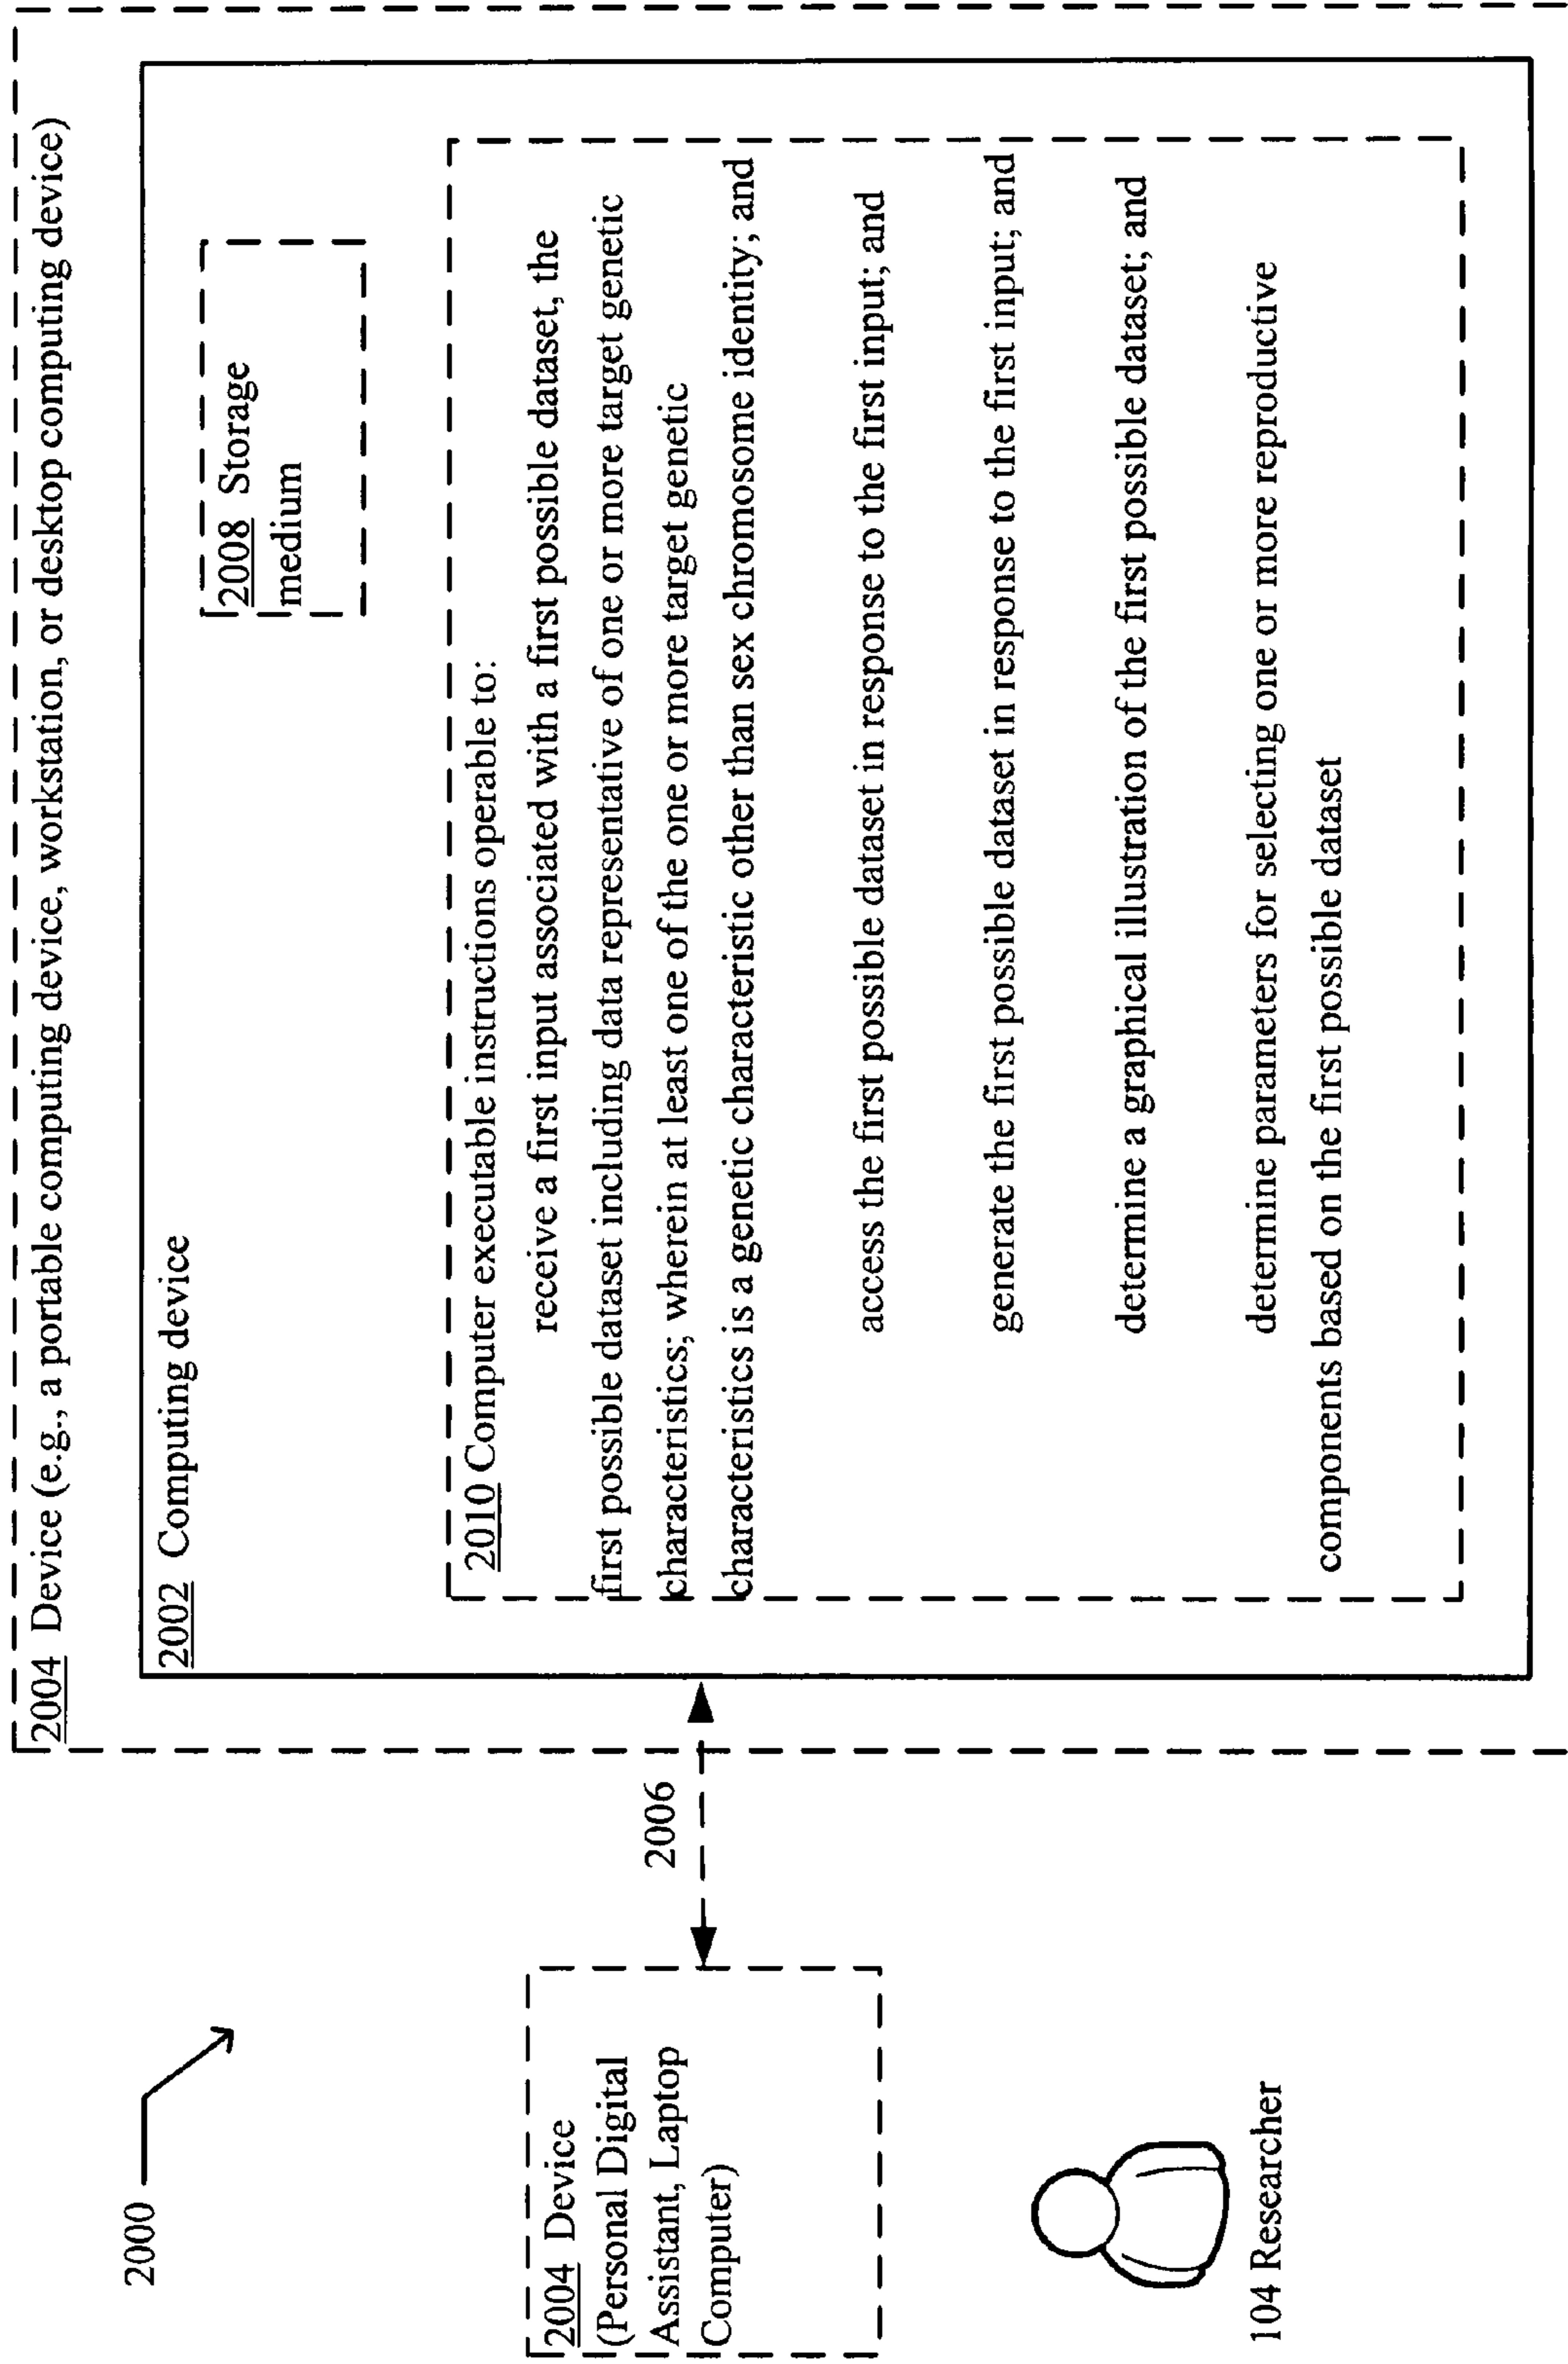 2000
2004 Device (e.g., a portable computing device, workstation, or desktop computing device)
2002 Computing device
2008 Storage
medium
2010 Computer executable instructions operable to:
receive a first input associated with a first possible dataset, the
first possible dataset including data representative of one or more target genetic
characteristics; wherein at least one of the one or more target genetic
characteristics is a genetic characteristic other than sex chromosome identity; and
access the first possible dataset in response to the first input; and
generate the first possible dataset in response to the first input; and
determine a graphical illustration of the first possible dataset; and
determine parameters for selecting one or more reproductive
components based on the first possible dataset
2006
2004 Device
(Personal Digital
Assistant, Laptop
Computer)
104 Researcher